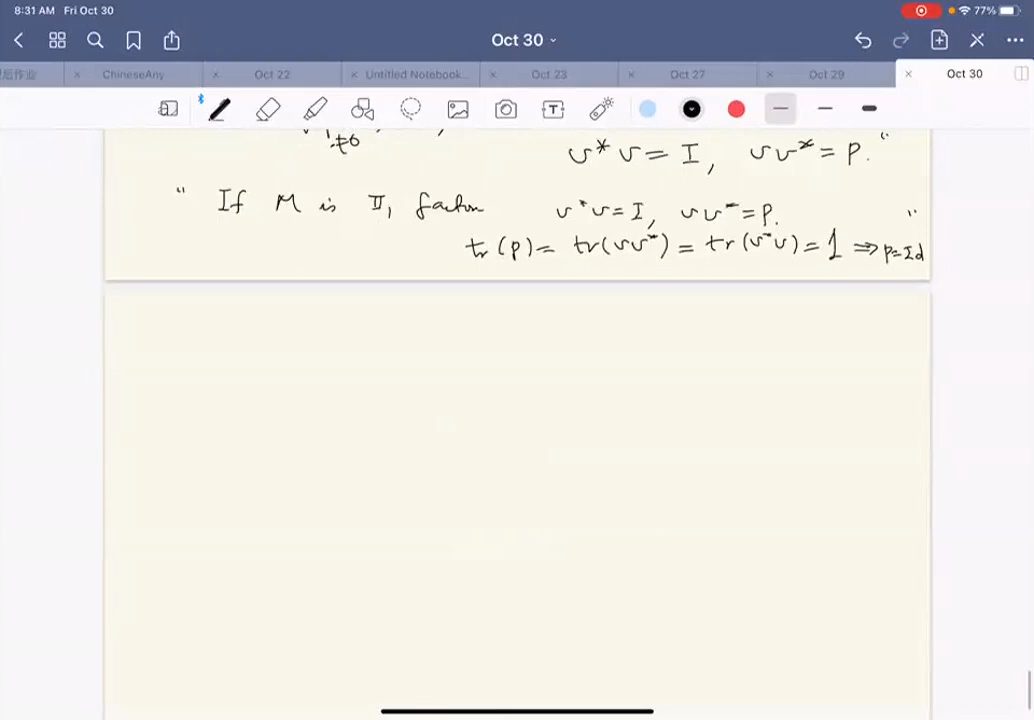 8:31 AM Fri Oct 30
77%
Oct 30
ChineseAny
Oct 22
Untitled Notebook...
Oct 23
Oct 27
Oct 29
Oct 30
≠0
v*v = I, vv* = P. "
" If M is II₁ factor v*v = I, vv* = P. "
tr(p) = tr(vv*) = tr(v*v) = 1 ⇒ p=Id